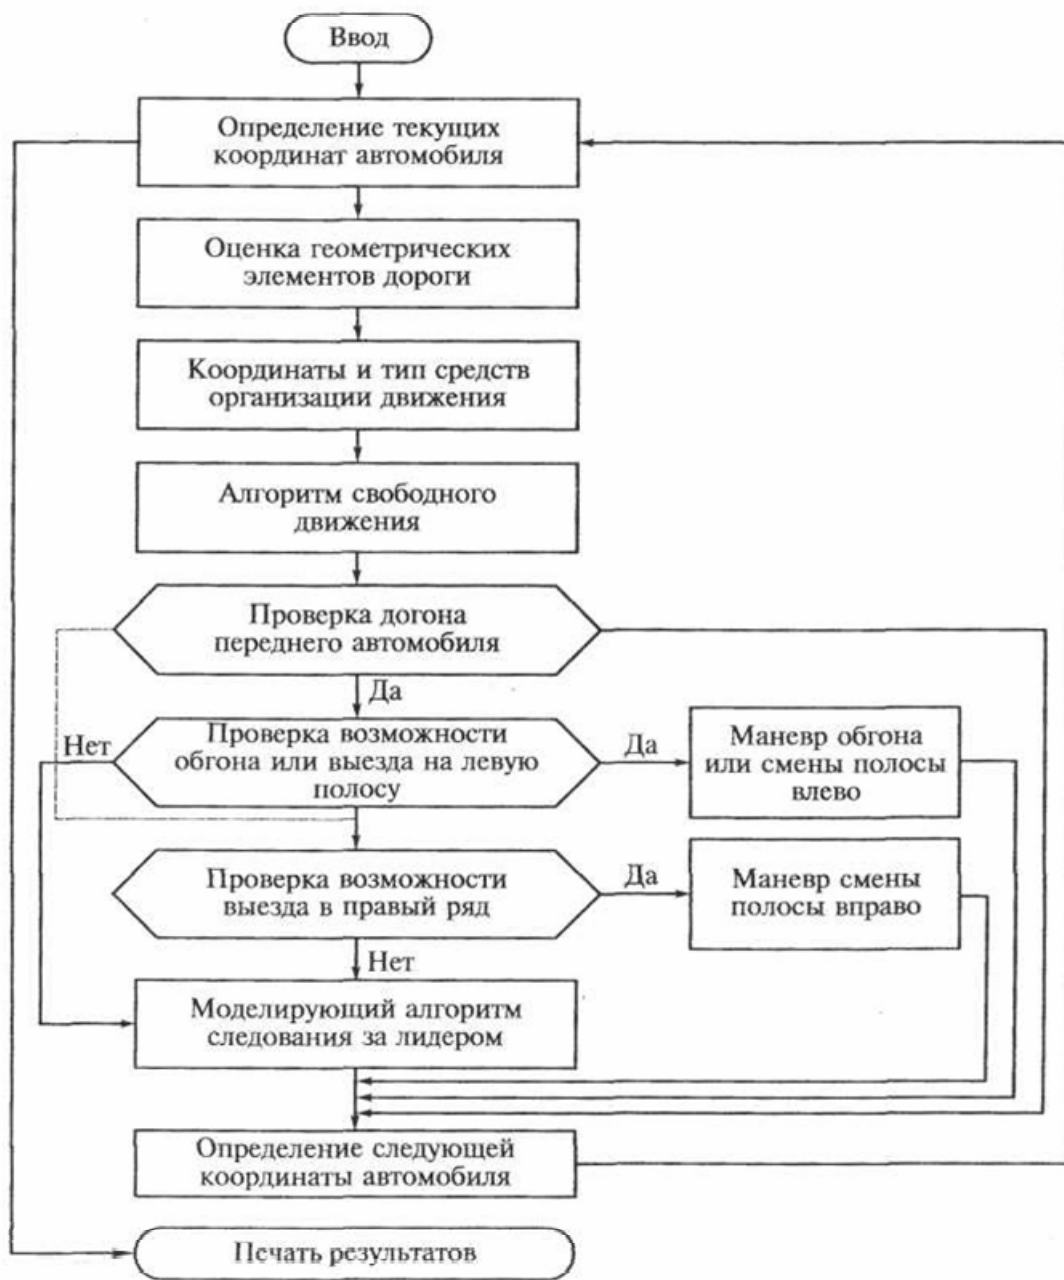 Ввод
Определение текущих
координат автомобиля
Оценка геометрических
элементов дороги
Координаты и тип средств
организации движения
Алгоритм свободного
движения
Проверка догона
переднего автомобиля
Да
Нет
Проверка возможности
обгона или выезда на левую
полосу
Да
Маневр обгона
или смены полосы
влево
Проверка возможности
выезда в правый ряд
Да
Маневр смены
полосы вправо
Нет
Моделирующий алгоритм
следования за лидером
Определение следующей
координаты автомобиля
Печать результатов